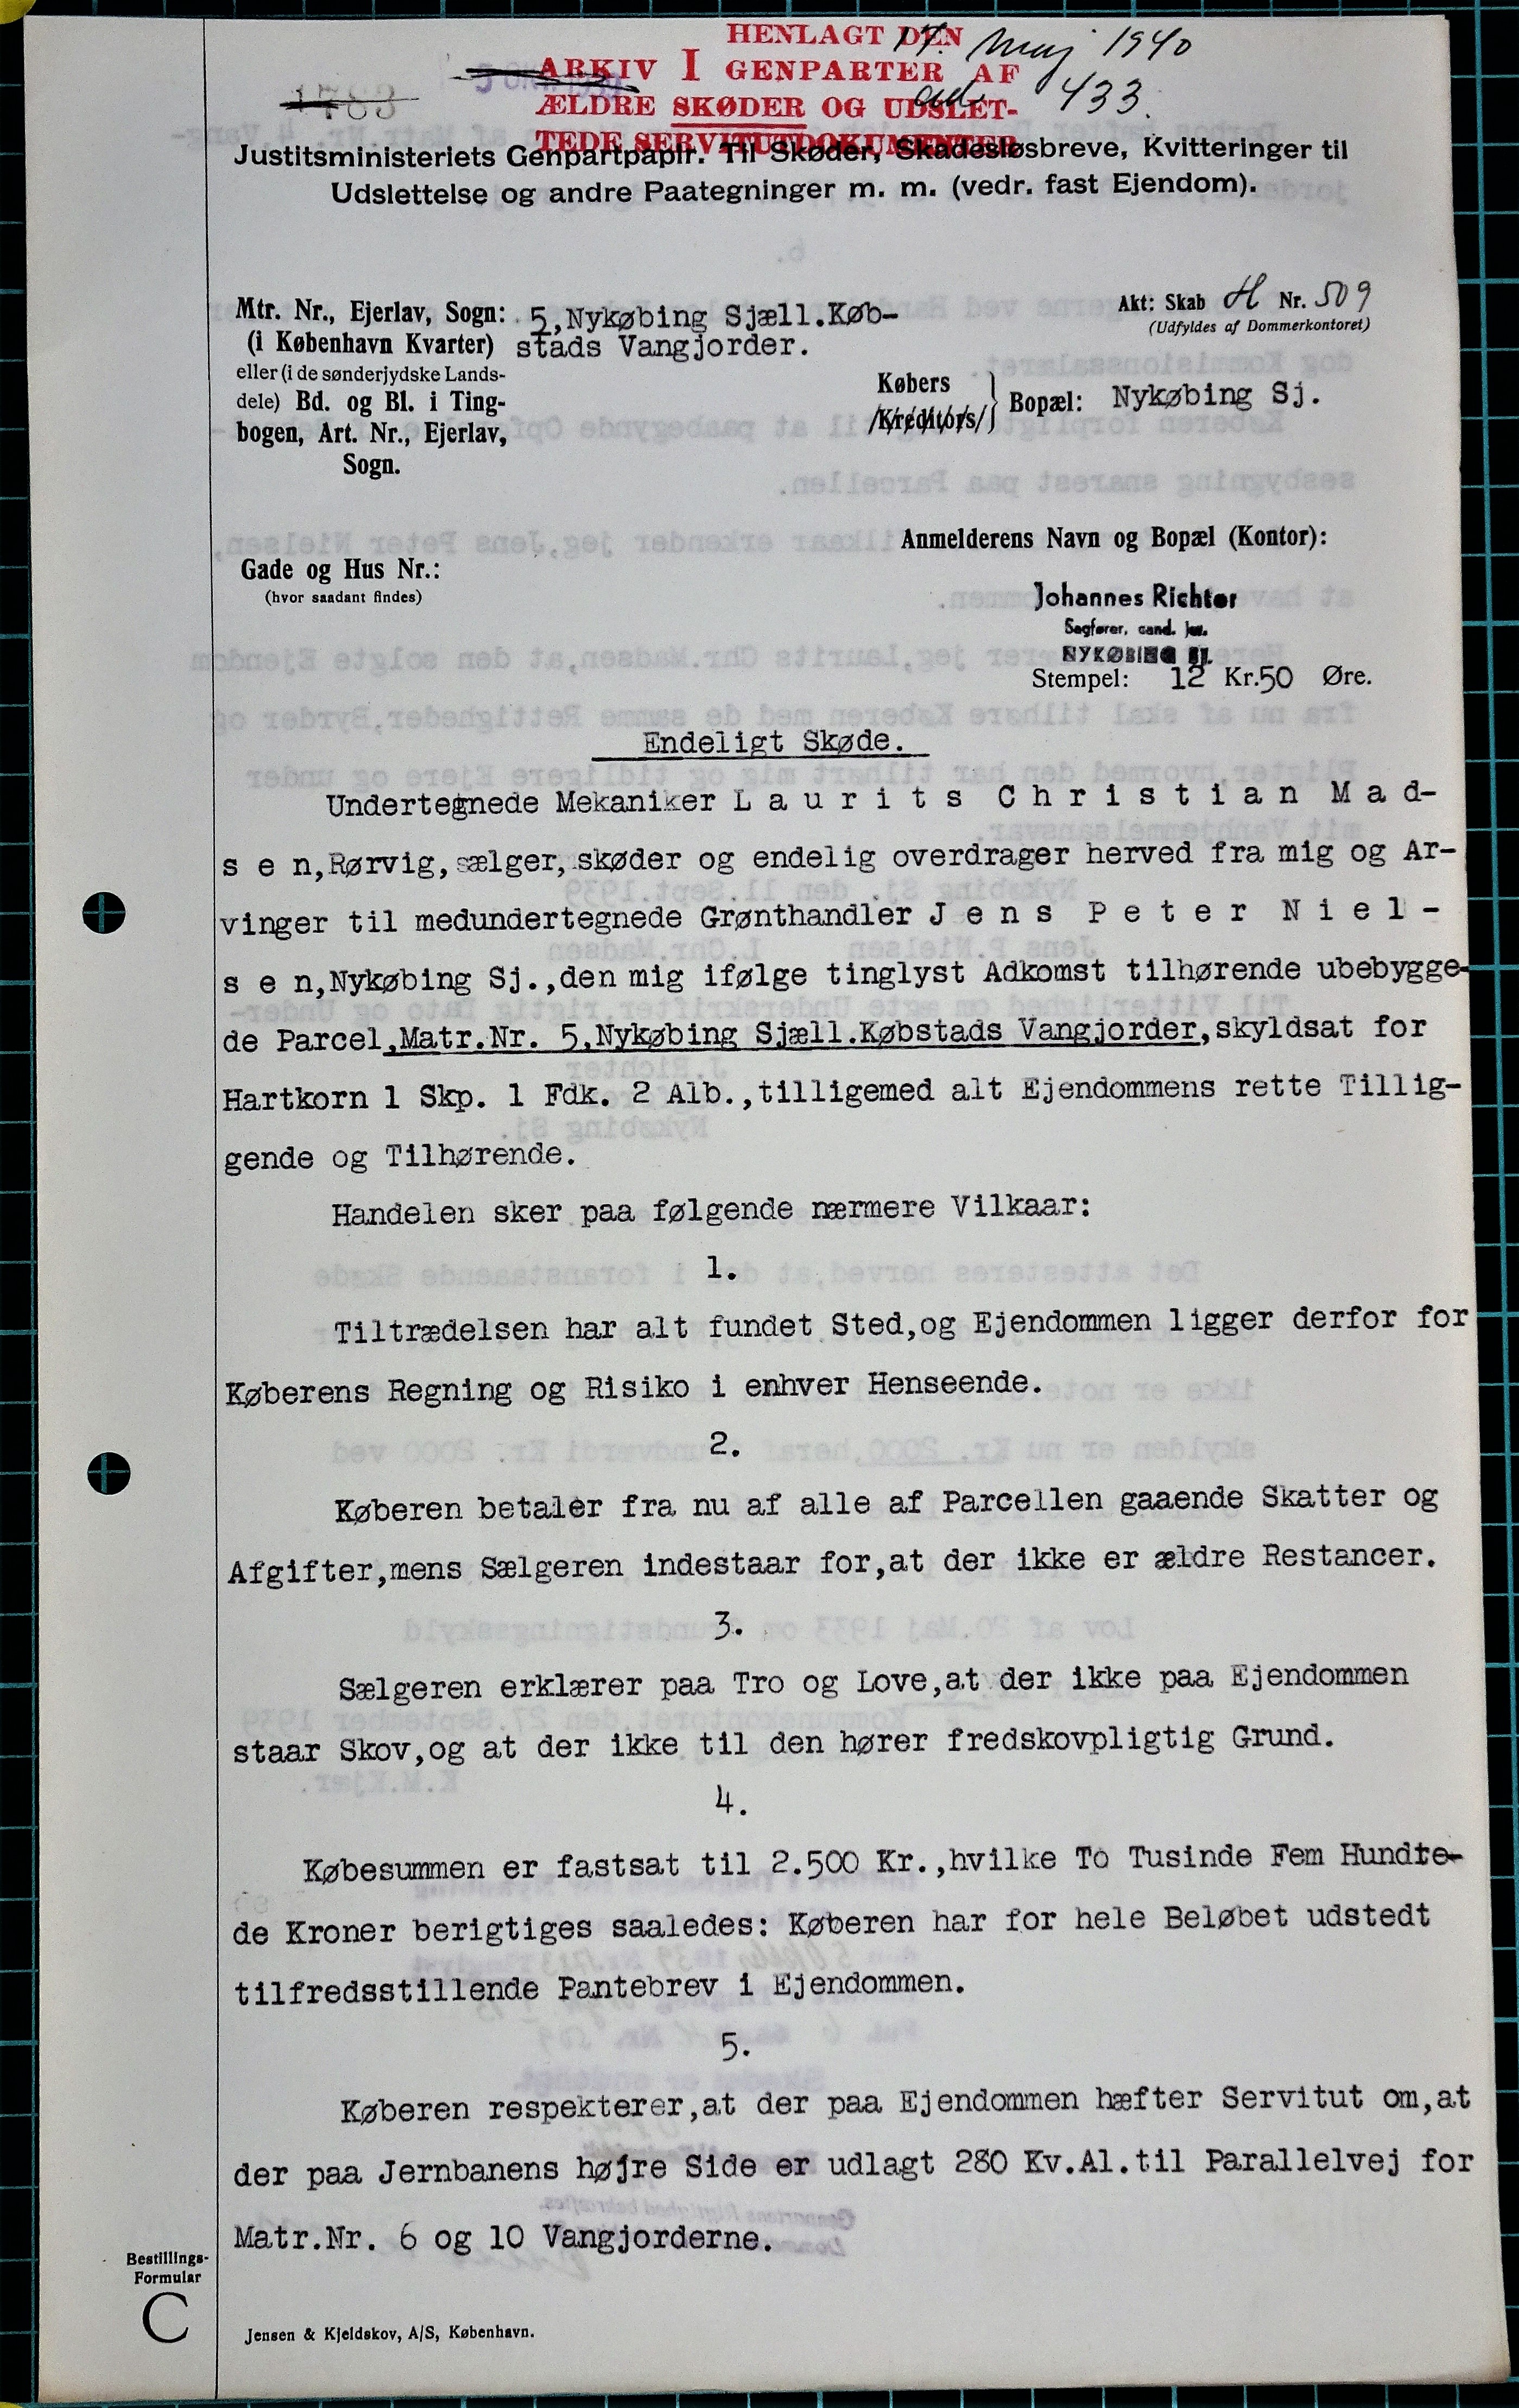 HENLAGT DEN 17. Maj 1940
ARKIV I GENPARTER AF
1783
ÆLDRE SKØDER OG UDSLET- 433.
TEDE SERVITUTDOKUMENTER
Justitsministeriets Genpartpapir. Til Skøder, Skadesløsbreve, Kvitteringer til
Udslettelse og andre Paategninger m. m. (vedr. fast Ejendom).
Mtr. Nr., Ejerlav, Sogn: 5,Nykøbing Sjæll.Køb-
(i København Kvarter) stads Vangjorder.
eller (i de sønderjydske Lands-
dele) Bd. og Bl. i Ting-
bogen, Art. Nr., Ejerlav,
Sogn.
Akt: Skab H Nr. 509
(Udfyldes af Dommerkontoret)
Købers
Kreditors
Bopæl: Nykøbing Sj.
Gade og Hus Nr.:
(hvor saadant findes)
Anmelderens Navn og Bopæl (Kontor):
Johannes Richter
Sagfører, cand. jur.
NYKØBING SJ.
Stempel: 12 Kr.50 Øre.
Endeligt Skøde.
Undertegnede Mekaniker L a u r i t s C h r i s t i a n M a d-
s e n,Rørvig,sælger,skøder og endelig overdrager herved fra mig og Ar-
vinger til medundertegnede Grønthandler J e n s P e t e r N i e l -
s e n,Nykøbing Sj.,den mig ifølge tinglyst Adkomst tilhørende ubebygge-
de Parcel,Matr.Nr. 5,Nykøbing Sjæll.Købstads Vangjorder,skyldsat for
Hartkorn 1 Skp. 1 Fdk. 2 Alb.,tilligemed alt Ejendommens rette Tillig-
gende og Tilhørende.
Handelen sker paa følgende nærmere Vilkaar:
1.
Tiltrædelsen har alt fundet Sted,og Ejendommen ligger derfor for
Køberens Regning og Risiko i enhver Henseende.
2.
Køberen betaler fra nu af alle af Parcellen gaaende Skatter og
Afgifter,mens Sælgeren indestaar for,at der ikke er ældre Restancer.
3.
Sælgeren erklærer paa Tro og Love,at der ikke paa Ejendommen
staar Skov,og at der ikke til den hører fredskovpligtig Grund.
4.
Købesummen er fastsat til 2.500 Kr.,hvilke To Tusinde Fem Hundre-
de Kroner berigtiges saaledes: Køberen har for hele Beløbet udstedt
tilfredsstillende Pantebrev i Ejendommen.
5.
Køberen respekterer,at der paa Ejendommen hæfter Servitut om,at
der paa Jernbanens højre Side er udlagt 280 Kv.Al.til Parallelvej for
Matr.Nr. 6 og 10 Vangjorderne.
Bestillings-
Formular
C
Jensen & Kjeldskov, A/S, København.